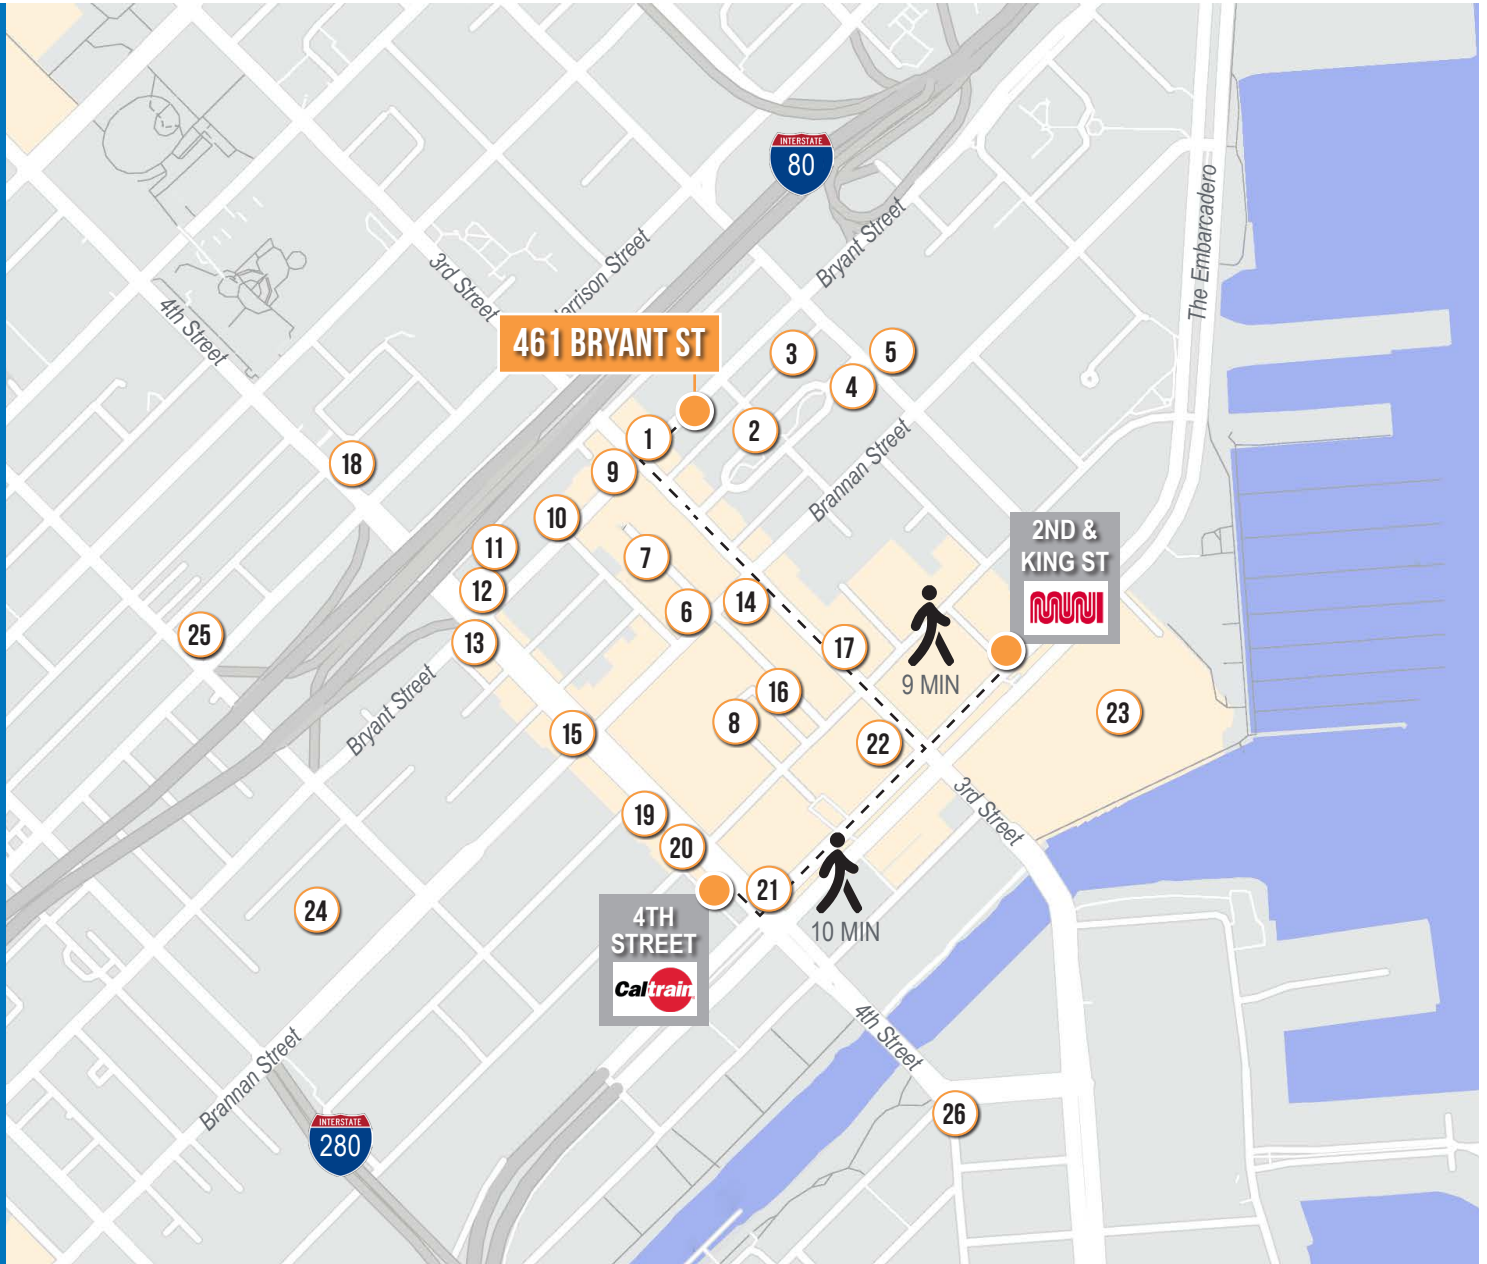 INTERSTATE
80
The Embarcadero
Bryant Street
3rd Street
arrison Street
4th Street
461 BRYANT ST
3
5
4
1
2
18
9
Brannan Street
10
11
7
12
6
14
2ND &
KING ST
MUNI
25
13
17
9 MIN
16
8
15
22
23
Bryant Street
3rd Street
19
20
21
10 MIN
24
4TH
STREET
Caltrain
4th Street
Brannan Street
26
INTERSTATE
280